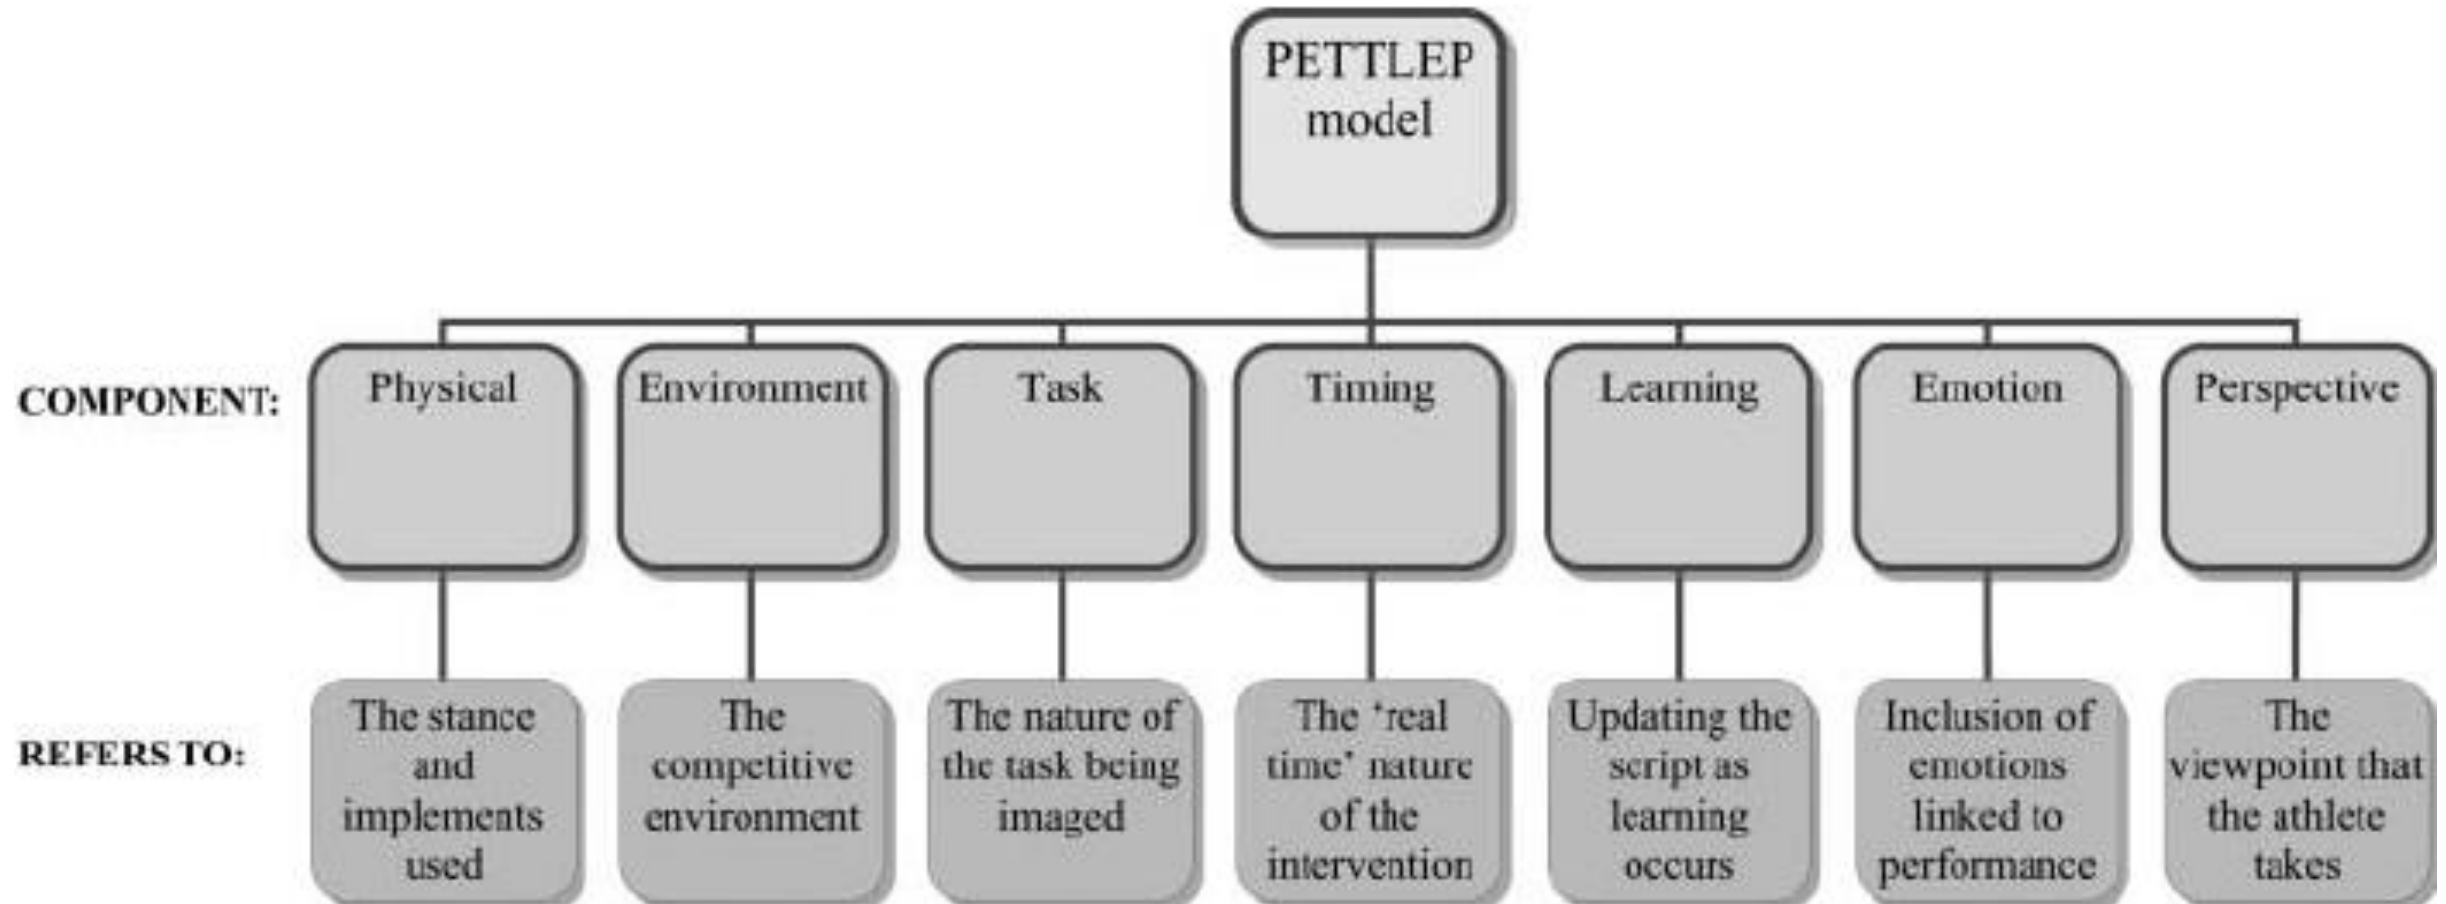 PETTLEP
model
COMPONENT:
Physical
Environment
Task
Timing
Learning
Emotion
Perspective
REFERS TO:
The stance
and
implements
used
The
competitive
environment
The nature of
the task being
imaged
The ‘real
time’ nature
of the
intervention
Updating the
script as
learning
occurs
Inclusion of
emotions
linked to
performance
The
viewpoint that
the athlete
takes